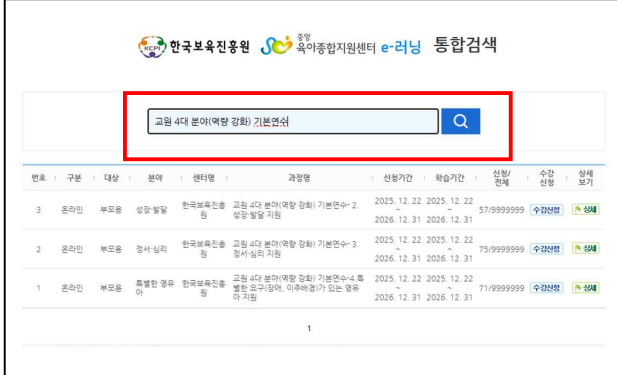 KCPI 한국보육진흥원 중앙 육아종합지원센터 e-러닝 통합검색
교원 4대 분야(역량 강화) 기본연수
번호 구분 대상 분야 센터명 과정명 신청기간 학습기간 신청/전체 수강신청 상세보기
3 온라인 부모용 성장·발달 한국보육진흥원 교원 4대 분야(역량 강화) 기본연수- 2. 성장·발달 지원 2025. 12. 22 ~ 2026. 12. 31 2025. 12. 22 ~ 2026. 12. 31 57/9999999 수강신청 상세
2 온라인 부모용 정서·심리 한국보육진흥원 교원 4대 분야(역량 강화) 기본연수- 3. 정서·심리 지원 2025. 12. 22 ~ 2026. 12. 31 2025. 12. 22 ~ 2026. 12. 31 75/9999999 수강신청 상세
1 온라인 부모용 특별한 영유아 한국보육진흥원 교원 4대 분야(역량 강화) 기본연수-4.특별한 요구(장애, 이주배경)가 있는 영유아 지원 2025. 12. 22 ~ 2026. 12. 31 2025. 12. 22 ~ 2026. 12. 31 71/9999999 수강신청 상세
1